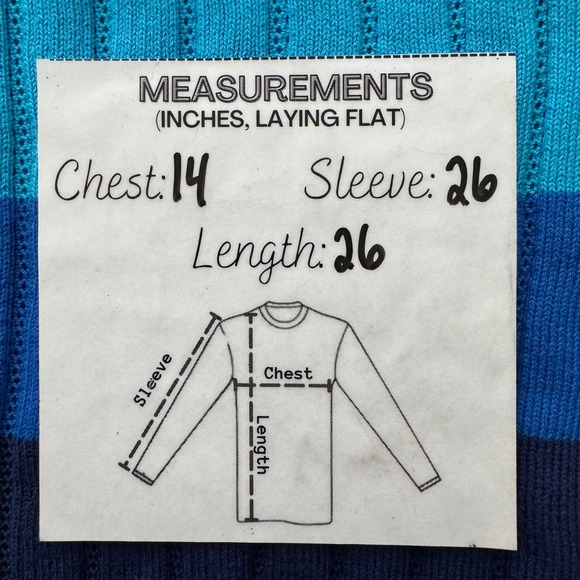 MEASUREMENTS
(INCHES, LAYING FLAT)
Chest: 14 Sleeve: 26
Length: 26
Sleeve
Chest
Length